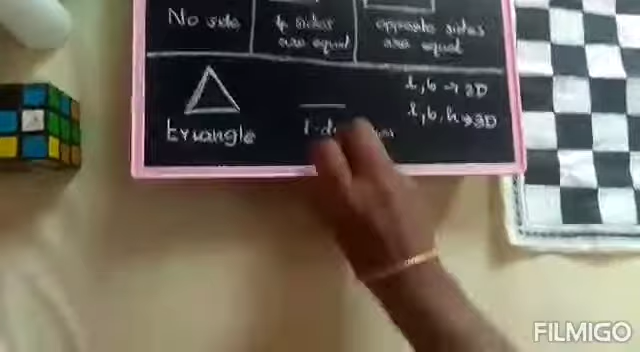 No side
4 sides
are equal
opposite sides
are equal
triangle
l, b → 2D
l, b, h → 3D
FILMIGO